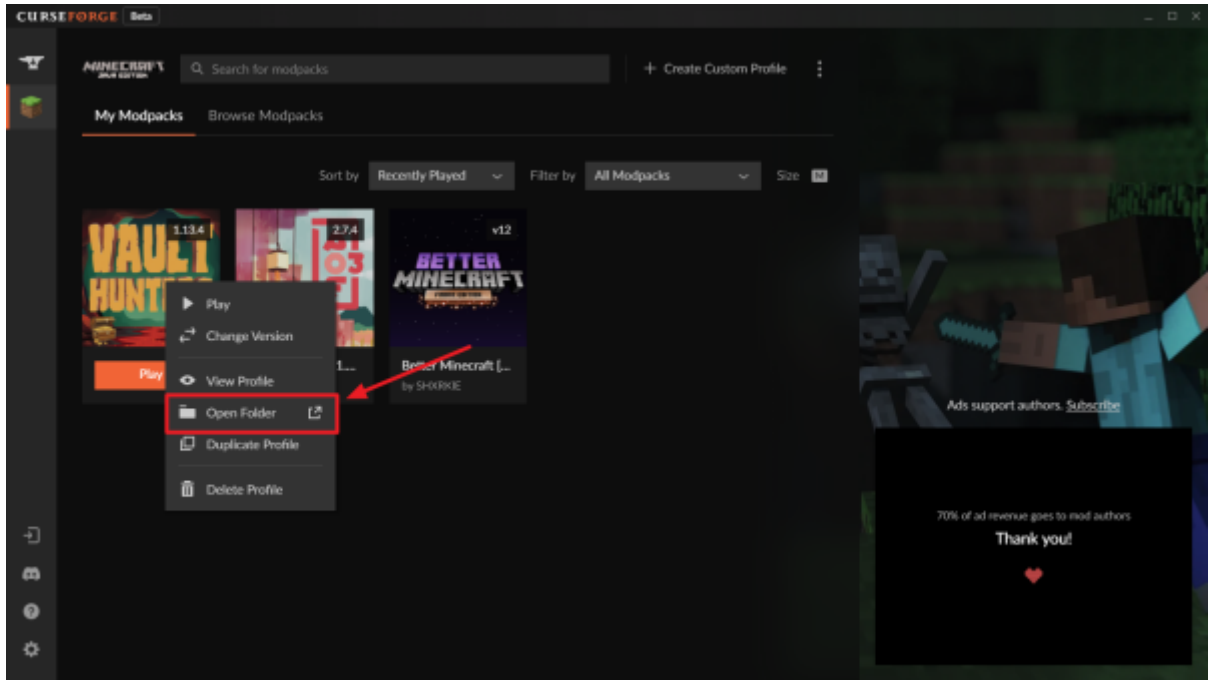 CURSEFORGE Beta
MINECRAFT
JAVA EDITION
Search for modpacks
+ Create Custom Profile
My Modpacks Browse Modpacks
Sort by Recently Played Filter by All Modpacks Size M
VAULT
HUNT
1.13.4
2.7.4
v12
BETTER
MINECRAFT
Play
1....
Better Minecraft [...
by SHXRKIE
Play
Change Version
View Profile
Open Folder
Duplicate Profile
Delete Profile
Ads support authors. Subscribe
70% of ad revenue goes to mod authors
Thank you!